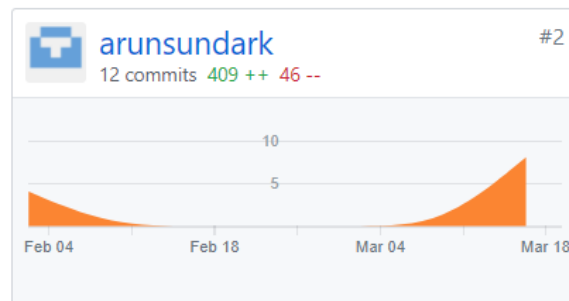 arunsundark #2
12 commits 409 ++ 46 --
10
5
Feb 04 Feb 18 Mar 04 Mar 18